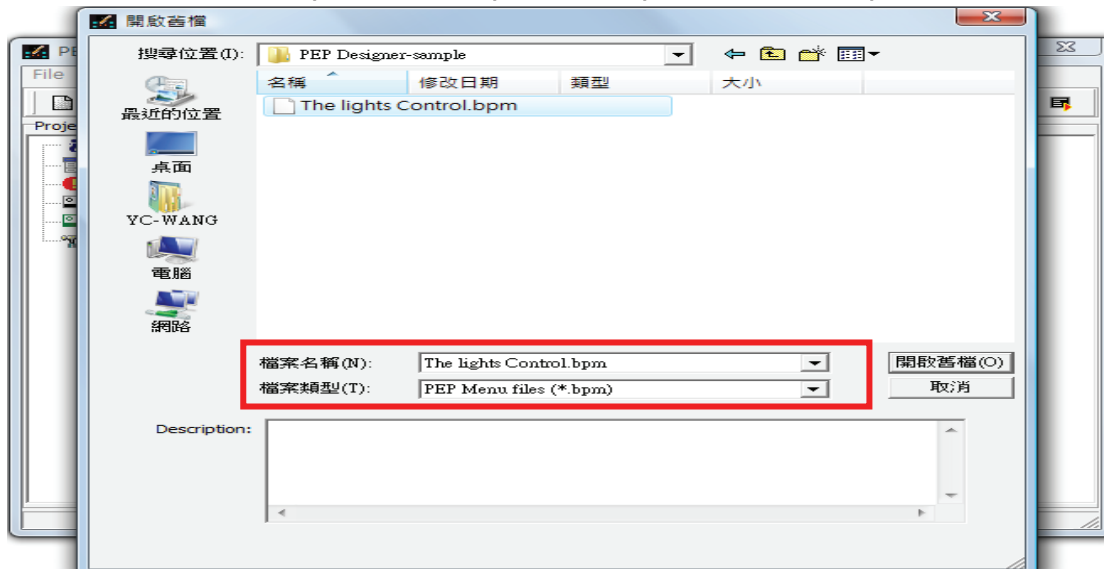 開啟舊檔
PE
File
Proje
搜尋位置(I):
PEP Designer-sample
名稱 修改日期 類型 大小
The lights Control.bpm
最近的位置
桌面
YC-WANG
電腦
網路
檔案名稱(N): The lights Control.bpm 開啟舊檔(O)
檔案類型(T): PEP Menu files (*.bpm) 取消
Description: